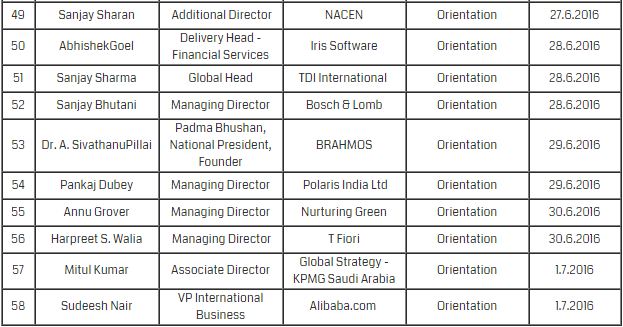 49 Sanjay Sharan Additional Director NACEN Orientation 27.6.2016
50 AbhishekGoel Delivery Head - Financial Services Iris Software Orientation 28.6.2016
51 Sanjay Sharma Global Head TDI International Orientation 28.6.2016
52 Sanjay Bhutani Managing Director Bosch & Lomb Orientation 28.6.2016
53 Dr. A. SivathanuPillai Padma Bhushan, National President, Founder BRAHMOS Orientation 29.6.2016
54 Pankaj Dubey Managing Director Polaris India Ltd Orientation 29.6.2016
55 Annu Grover Managing Director Nurturing Green Orientation 30.6.2016
56 Harpreet S. Walia Managing Director T Fiori Orientation 30.6.2016
57 Mitul Kumar Associate Director Global Strategy - KPMG Saudi Arabia Orientation 1.7.2016
58 Sudeesh Nair VP International Business Alibaba.com Orientation 1.7.2016